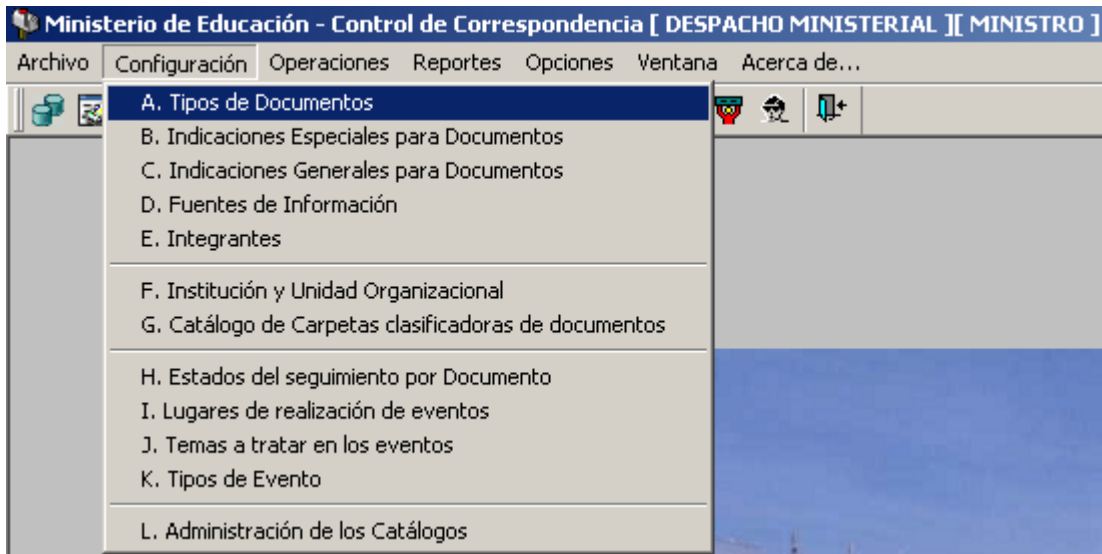 Ministerio de Educación - Control de Correspondencia [ DESPACHO MINISTERIAL ][ MINISTRO ]
Archivo Configuración Operaciones Reportes Opciones Ventana Acerca de...
A. Tipos de Documentos
B. Indicaciones Especiales para Documentos
C. Indicaciones Generales para Documentos
D. Fuentes de Información
E. Integrantes
F. Institución y Unidad Organizacional
G. Catálogo de Carpetas clasificadoras de documentos
H. Estados del seguimiento por Documento
I. Lugares de realización de eventos
J. Temas a tratar en los eventos
K. Tipos de Evento
L. Administración de los Catálogos